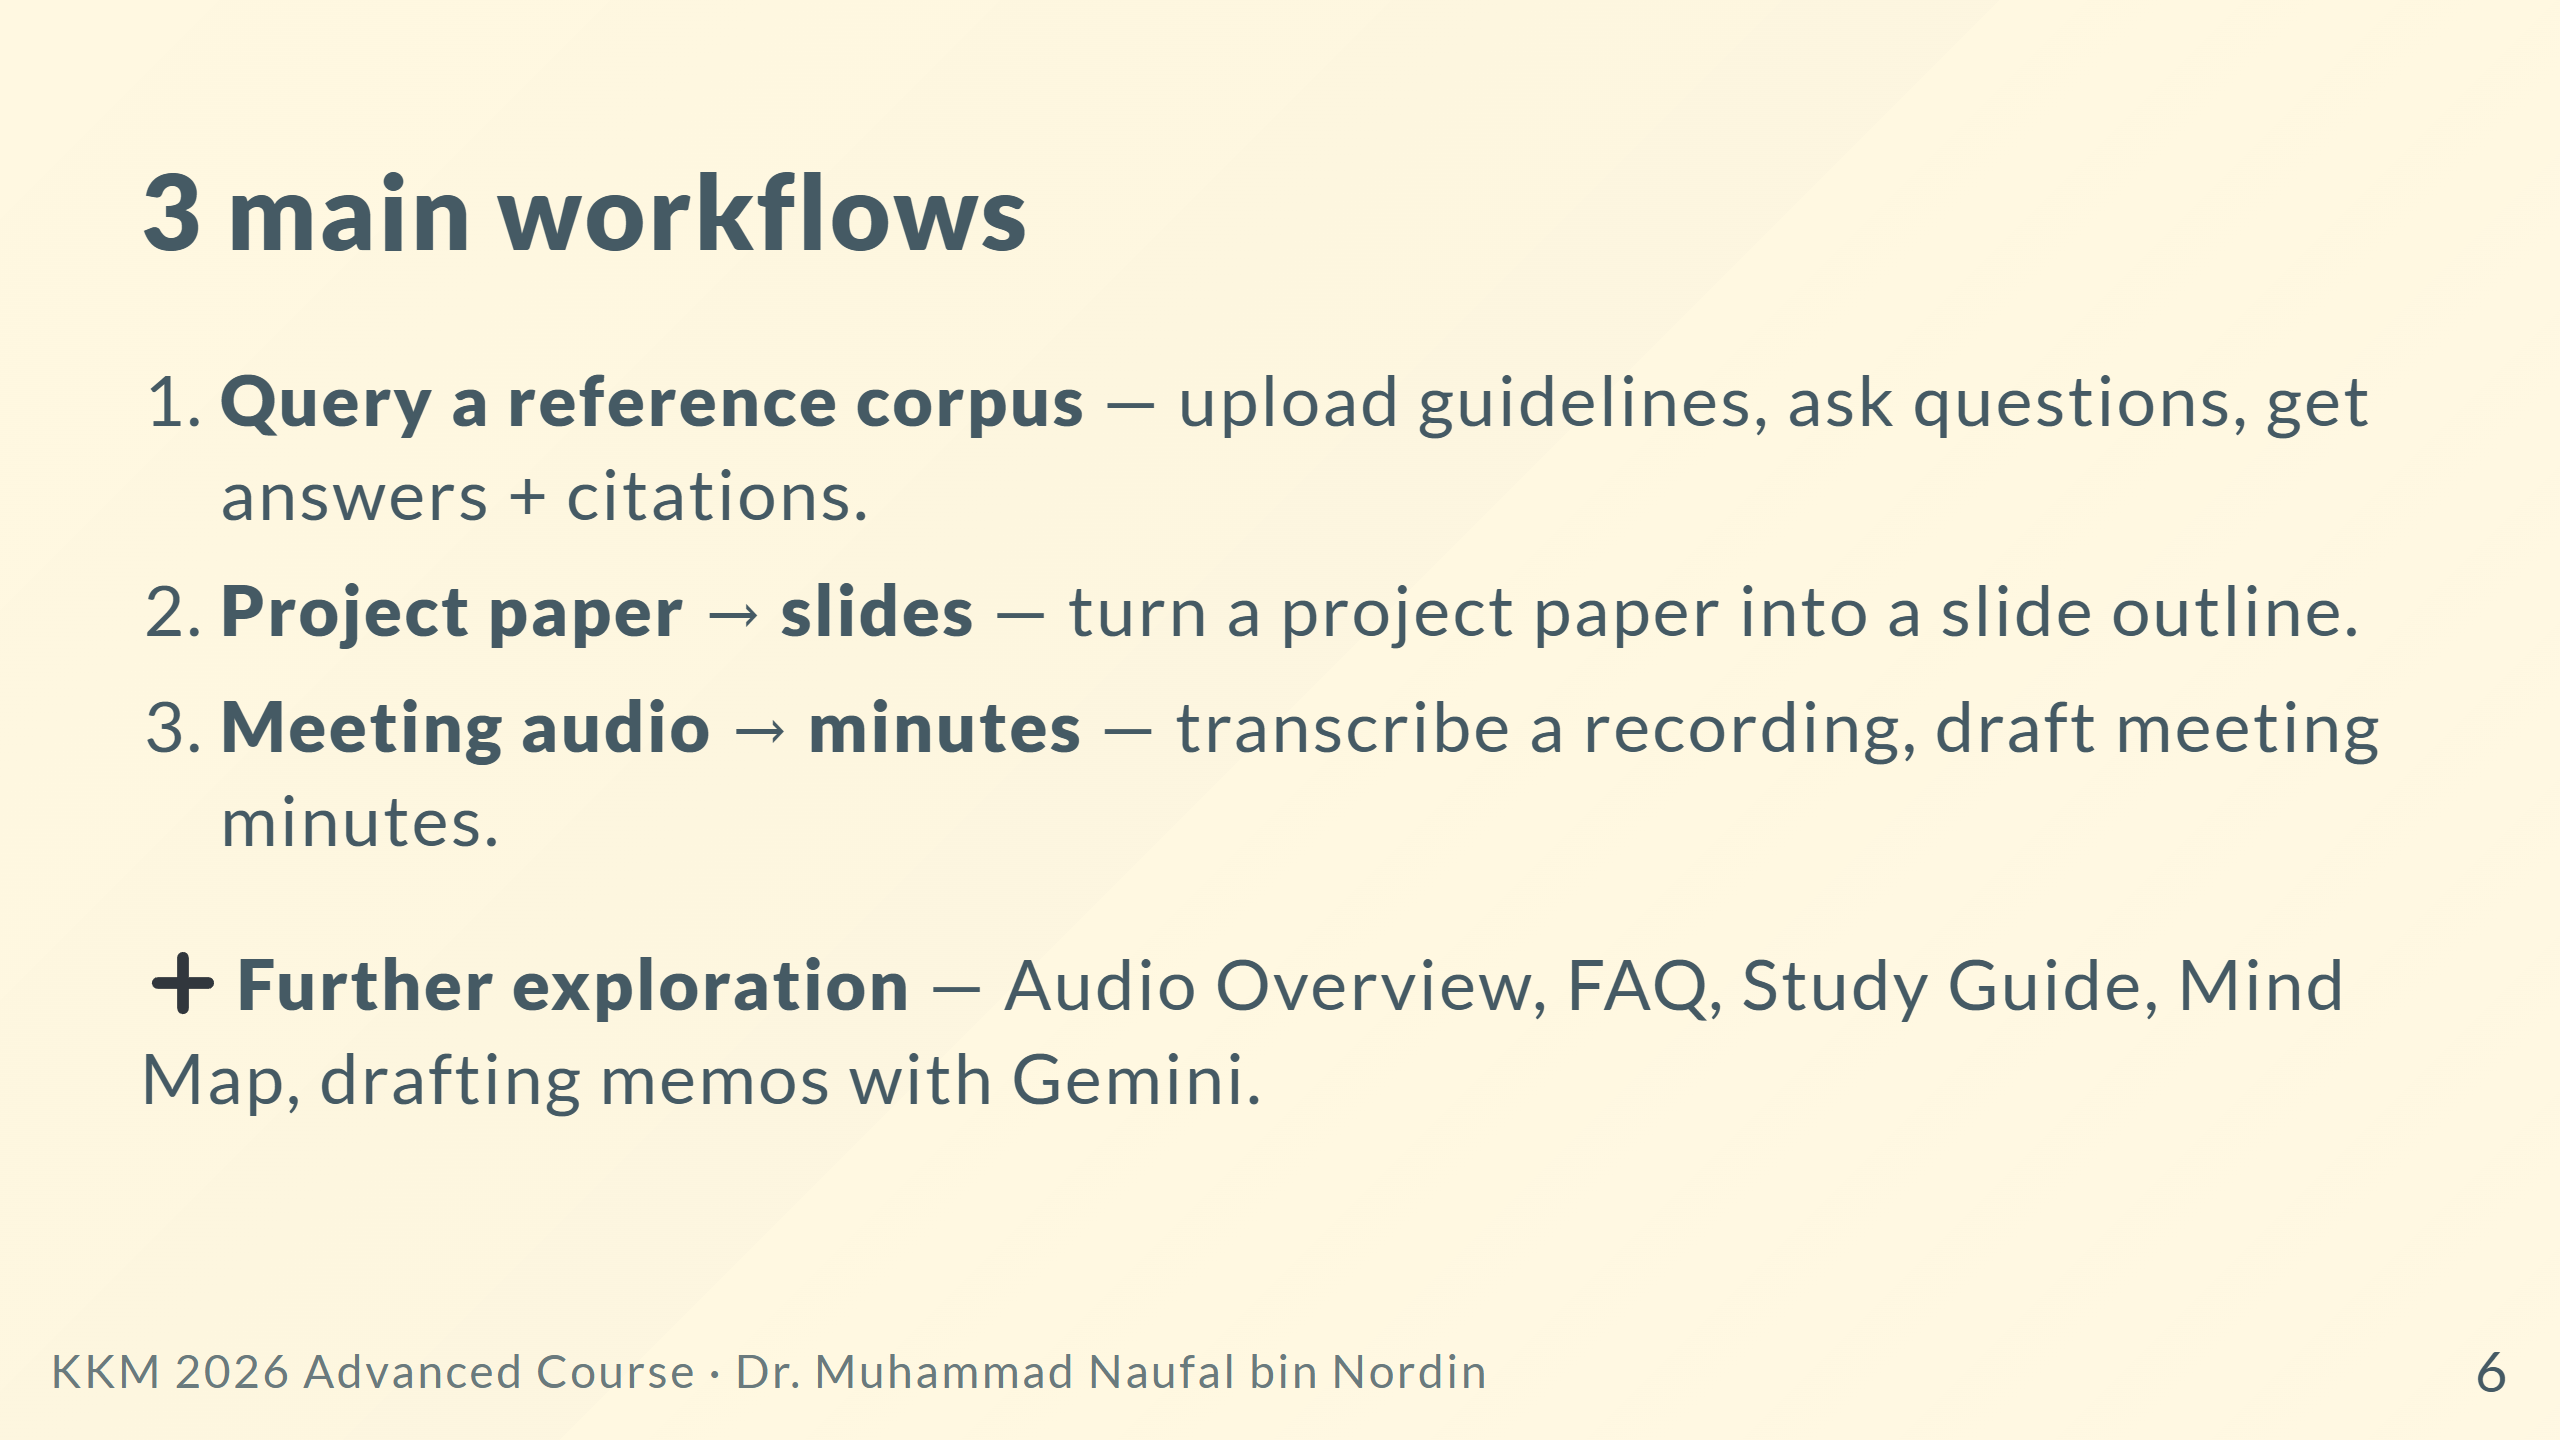 3 main workflows
1. Query a reference corpus — upload guidelines, ask questions, get
answers + citations.
2. Project paper → slides — turn a project paper into a slide outline.
3. Meeting audio → minutes — transcribe a recording, draft meeting
minutes.
➕ Further exploration — Audio Overview, FAQ, Study Guide, Mind
Map, drafting memos with Gemini.
KKM 2026 Advanced Course · Dr. Muhammad Naufal bin Nordin
6